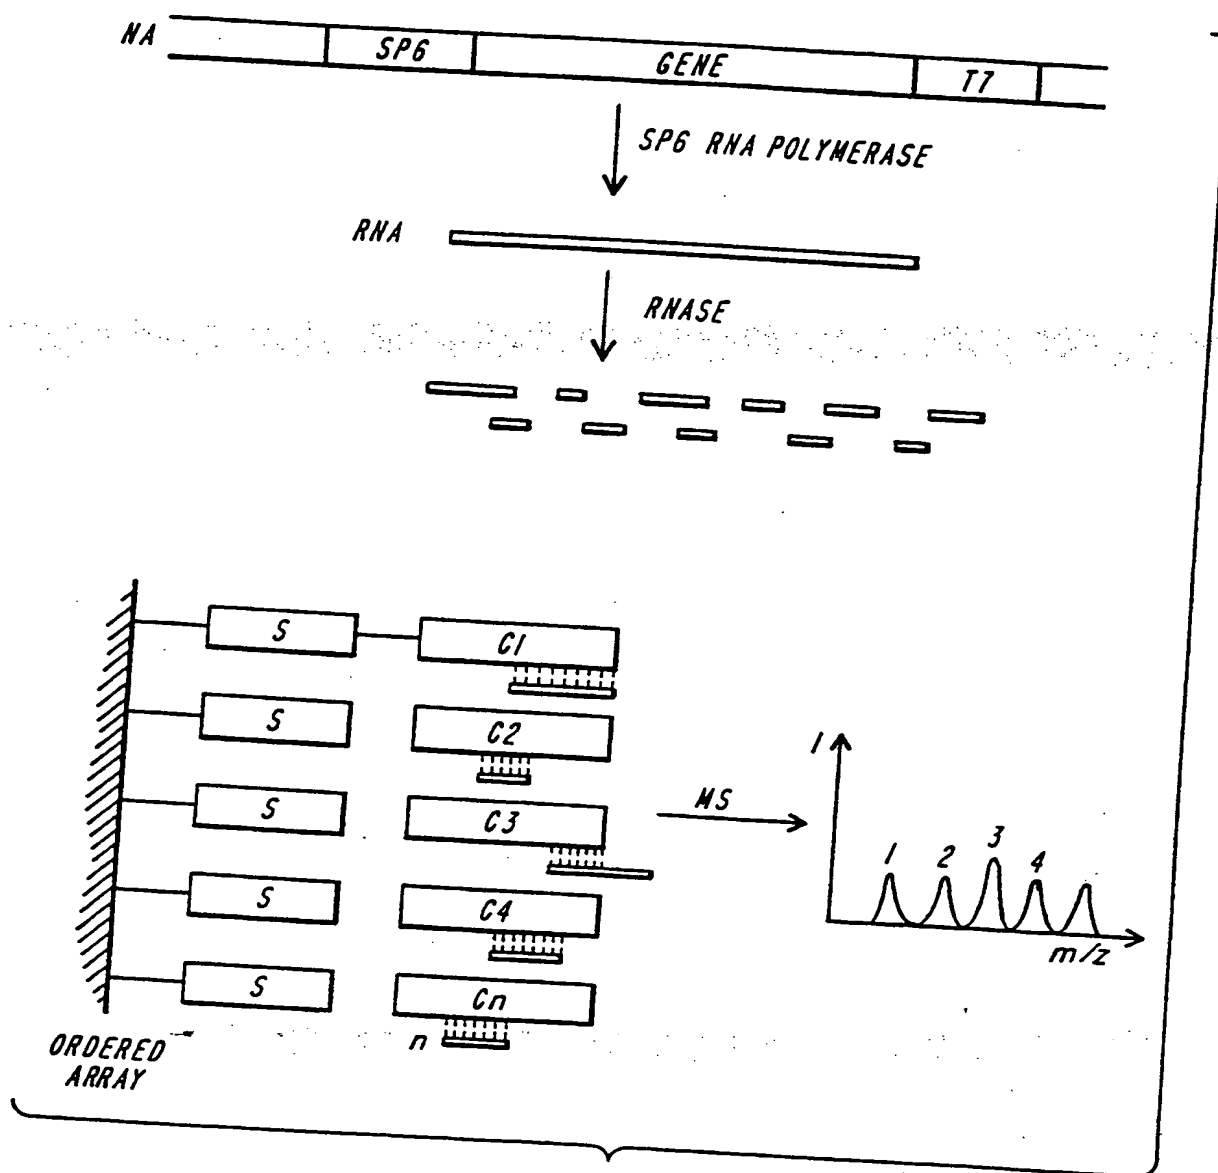 NA SP6 GENE T7
SP6 RNA POLYMERASE
RNA
RNASE
S C1
S C2
S C3
S C4
S Cn
n
ORDERED
ARRAY
MS
I
1 2 3 4
m/z